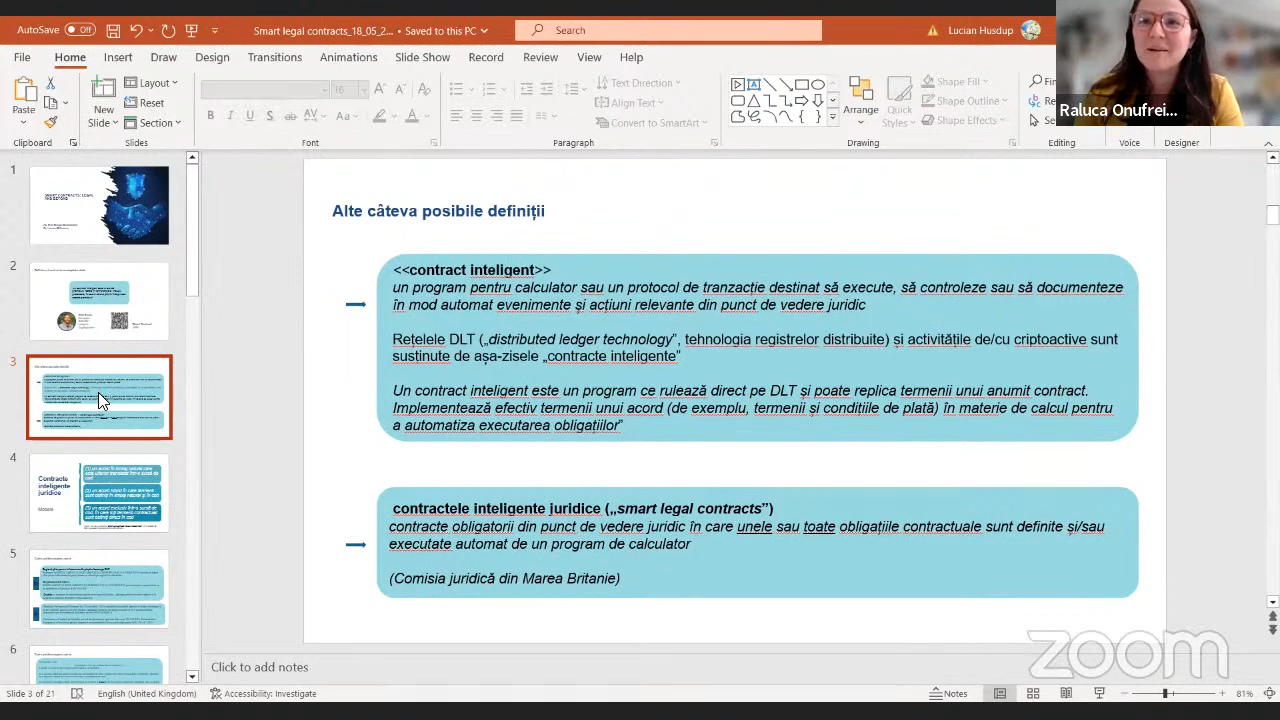 AutoSave Off
Smart legal contracts_18_05_2... • Saved to this PC
Search
Lucian Husdup
File Home Insert Draw Design Transitions Animations Slide Show Record Review View Help
Raluca Onufrei...
Paste
New
Slide
Layout
Reset
Section
16
Text Direction
Align Text
Convert to SmartArt
Arrange
Quick
Styles
Shape Fill
Shape Outline
Shape Effects
Clipboard Slides Font Paragraph Drawing Editing Voice Designer
1
2
3
4
Contracte
inteligente
juridice
5
6
Alte câteva posibile definiții
<<contract inteligent>>
un program pentru calculator sau un protocol de tranzacție destinat să execute, să controleze sau să documenteze
în mod automat evenimente și acțiuni relevante din punct de vedere juridic
Rețelele DLT („distributed ledger technology”, tehnologia registrelor distribuite) și activitățile de/cu criptoactive sunt
susținute de așa-zisele „contracte inteligente”
Un contract inteligent este un program ce rulează direct pe blockchain și poate replica termenii unui anumit contract.
Implementează efectiv termenii unui acord (de exemplu termenii și condițiile de plată) în materie de calcul pentru
a automatiza executarea obligațiilor”
contractele inteligente juridice („smart legal contracts”)
contracte obligatorii din punct de vedere juridic în care unele sau toate obligațiile contractuale sunt definite și/sau
executate automat de un program de calculator
(Comisia juridică din Marea Britanie)
Click to add notes
zoom
Slide 3 of 21 English (United Kingdom) Accessibility: Investigate Notes 81%